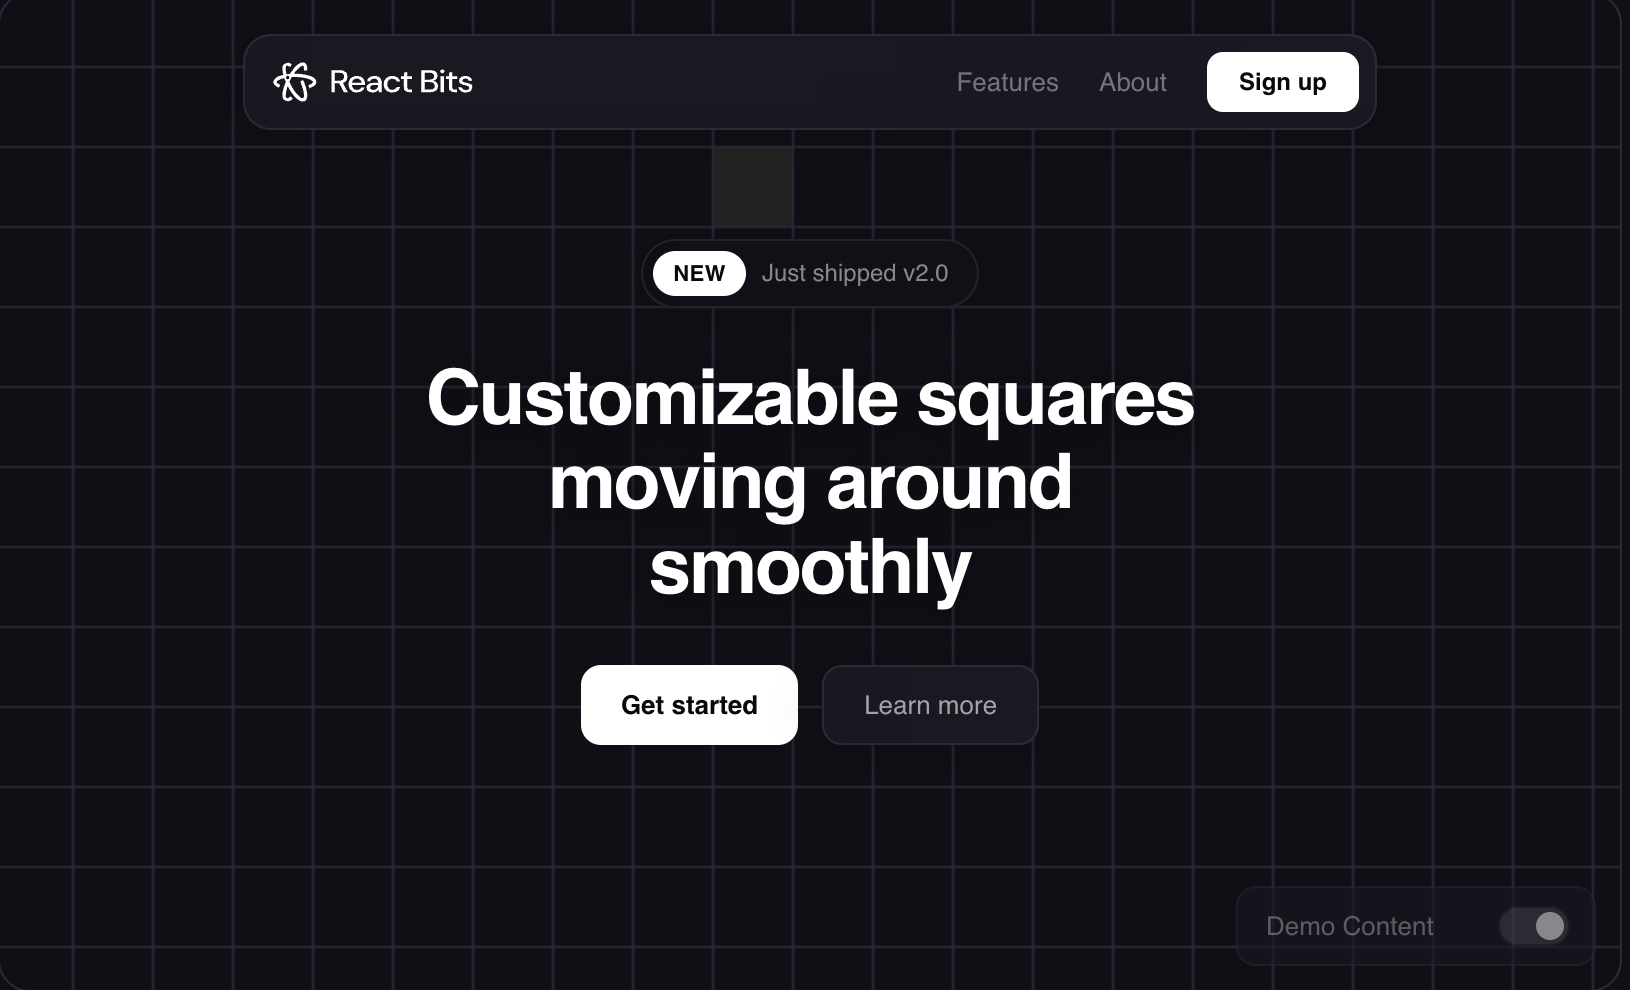 React Bits
Features
About
Sign up
NEW Just shipped v2.0
Customizable squares
moving around
smoothly
Get started
Learn more
Demo Content